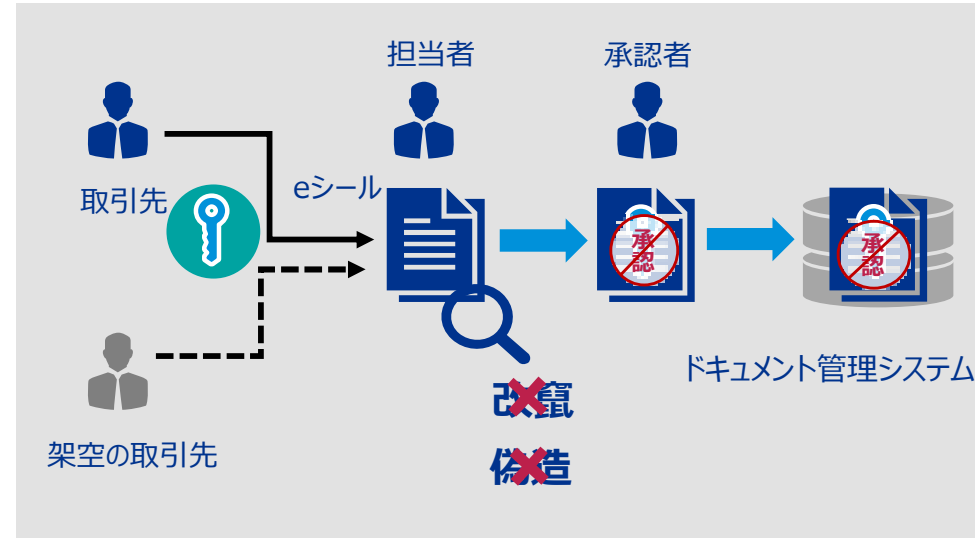 担当者
承認者
取引先
eシール
承認
承認
ドキュメント管理システム
改竄
偽造
架空の取引先